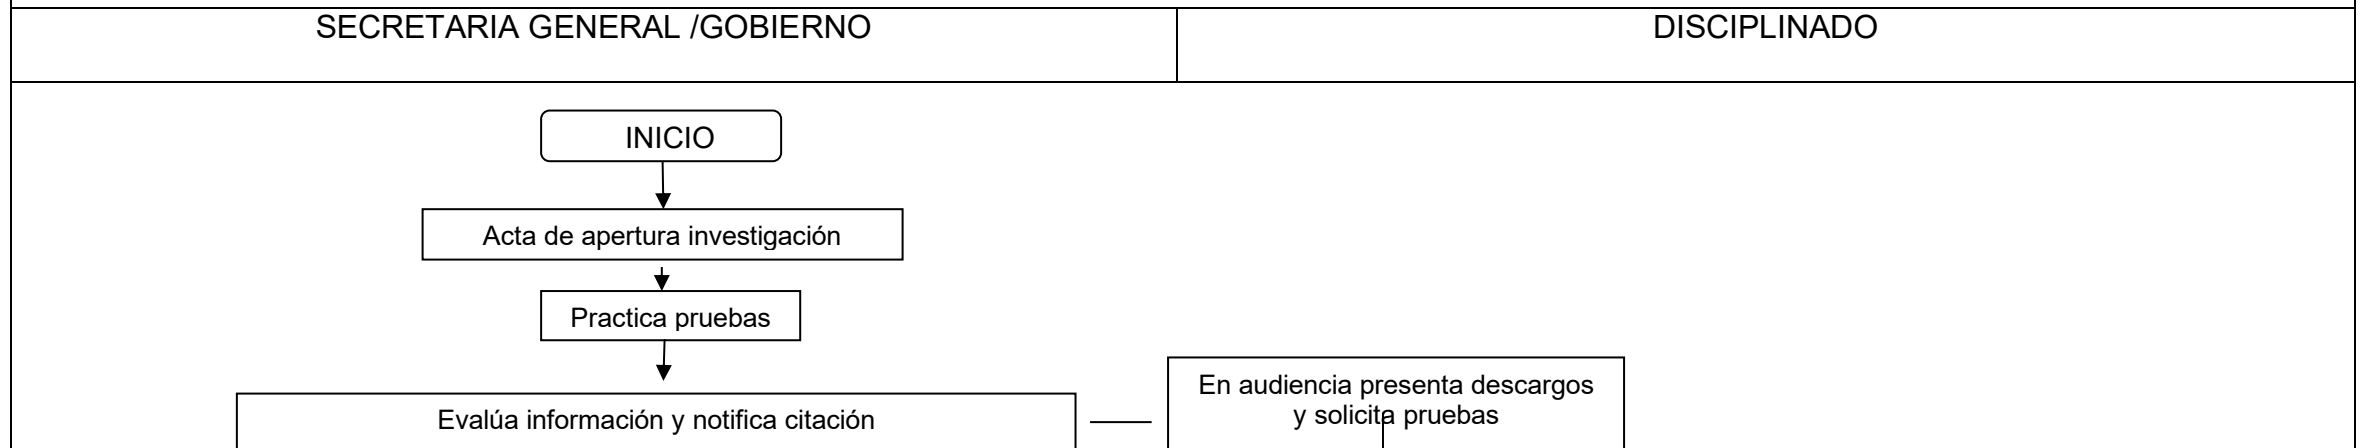 SECRETARIA GENERAL /GOBIERNO
DISCIPLINADO
INICIO
Acta de apertura investigación
Practica pruebas
En audiencia presenta descargos
y solicita pruebas
Evalúa información y notifica citación